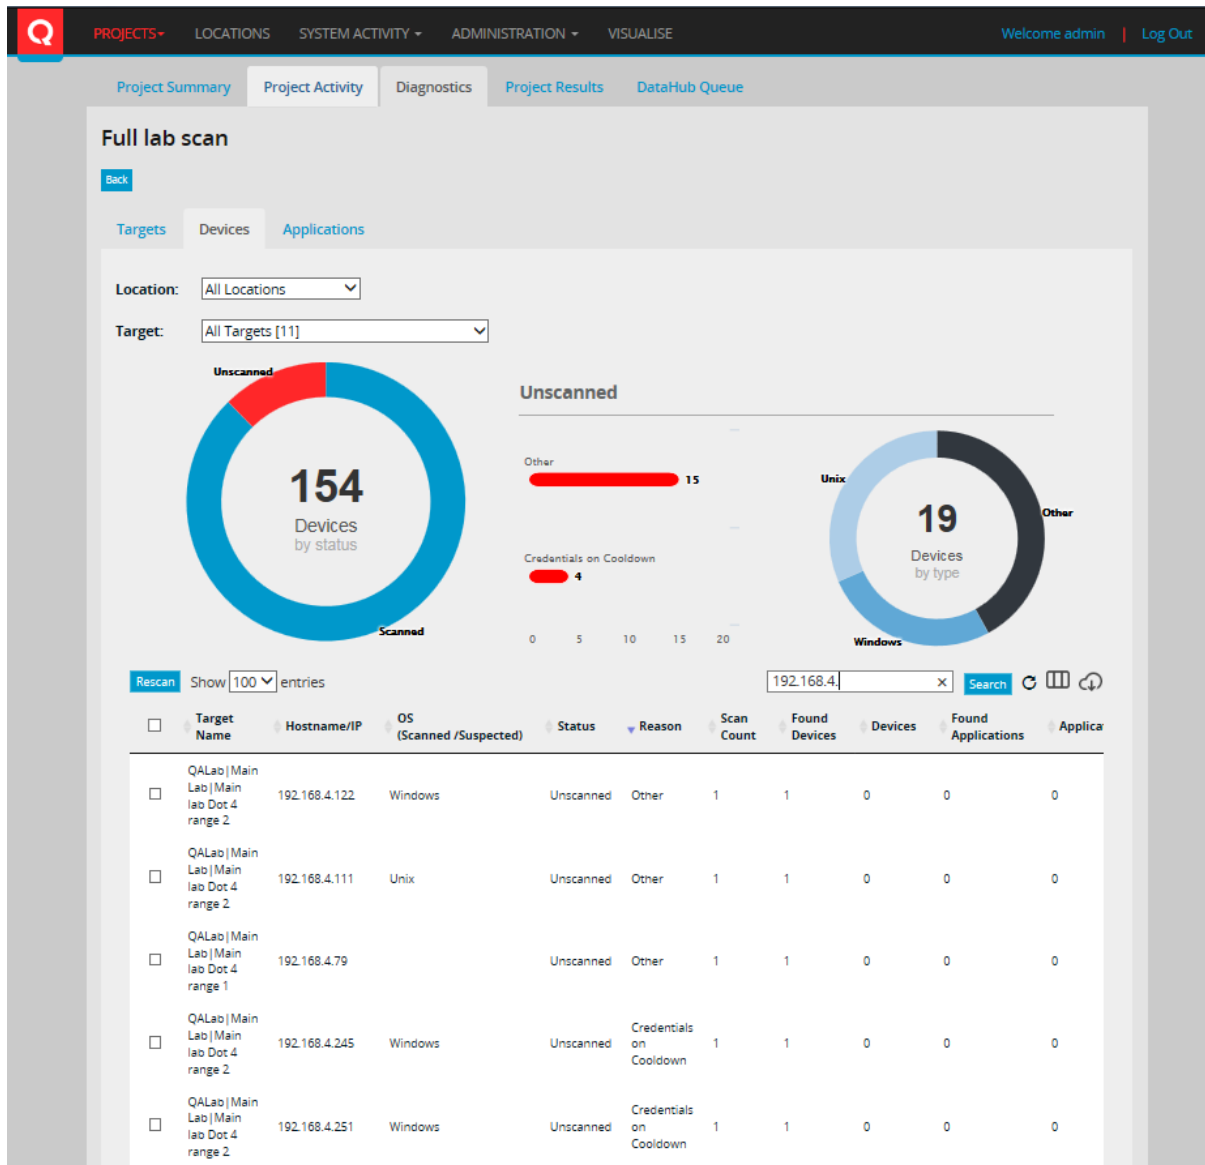 PROJECTS LOCATIONS SYSTEM ACTIVITY ADMINISTRATION VISUALISE Welcome admin | Log Out
Project Summary Project Activity Diagnostics Project Results DataHub Queue
Full lab scan
Back
Targets Devices Applications
Location: All Locations
Target: All Targets [11]
Unscanned
154
Devices
by status
Scanned
Unscanned
Other
15
Credentials on Cooldown
4
0 5 10 15 20
Unix
Other
Windows
19
Devices
by type
Rescan Show 100 entries 192.168.4. x Search
Target Name Hostname/IP OS (Scanned /Suspected) Status Reason Scan Count Found Devices Devices Found Applications Applica
QALab|Main
Lab|Main
lab Dot 4
range 2
192.168.4.122 Windows Unscanned Other 1 1 0 0 0
QALab|Main
Lab|Main
lab Dot 4
range 2
192.168.4.111 Unix Unscanned Other 1 1 0 0 0
QALab|Main
Lab|Main
lab Dot 4
range 1
192.168.4.79 Unscanned Other 1 1 0 0 0
QALab|Main
Lab|Main
lab Dot 4
range 2
192.168.4.245 Windows Unscanned Credentials on Cooldown 1 1 0 0 0
QALab|Main
Lab|Main
lab Dot 4
range 2
192.168.4.251 Windows Unscanned Credentials on Cooldown 1 1 0 0 0